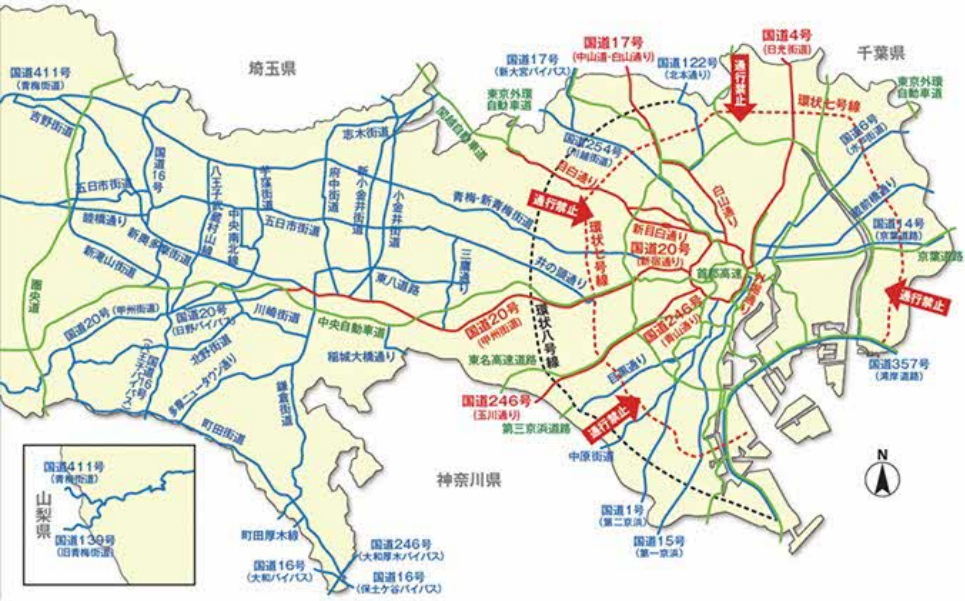 国道411号
(青梅街道)
埼玉県
国道17号
(新大宮バイパス)
国道17号
(中山道・白山通り)
国道122号
(北本通り)
国道4号
(日光街道)
千葉県
通行禁止
東京外環
自動車道
東京外環
自動車道
環状七号線
国道6号
(水戸街道)
吉野街道
国道16号
志木街道
関越自動車道
国道254号
(川越街道)
目白通り
白山通り
蔵前橋通り
五日市街道
八王子武蔵村山線
芋窪街道
府中街道
新小金井街道
小金井街道
青梅・新青梅街道
通行禁止
環状七号線
新目白通り
国道20号
(新宿通り)
国道14号
(京葉道路)
京葉道路
睦橋通り
新奥多摩街道
中央南北線
五日市街道
三鷹通り
井の頭通り
首都高速
外堀通り
新滝山街道
東八道路
通行禁止
圏央道
国道20号 (甲州街道)
国道20号
(日野バイパス)
川崎街道
中央自動車道
国道20号
(甲州街道)
環状八号線
国道246号
(青山通り)
北野街道
稲城大橋通り
東名高速道路
目黒通り
国道357号
(湾岸道路)
国道16号
(八王子バイパス)
多摩ニュータウン通り
鎌倉街道
国道246号
(玉川通り)
通行禁止
第三京浜道路
町田街道
中原街道
N
神奈川県
国道411号
(青梅街道)
山梨県
国道139号
(旧青梅街道)
国道1号
(第二京浜)
国道15号
(第一京浜)
町田厚木線
国道246号
(大和厚木バイパス)
国道16号
(大和バイパス)
国道16号
(保土ケ谷バイパス)